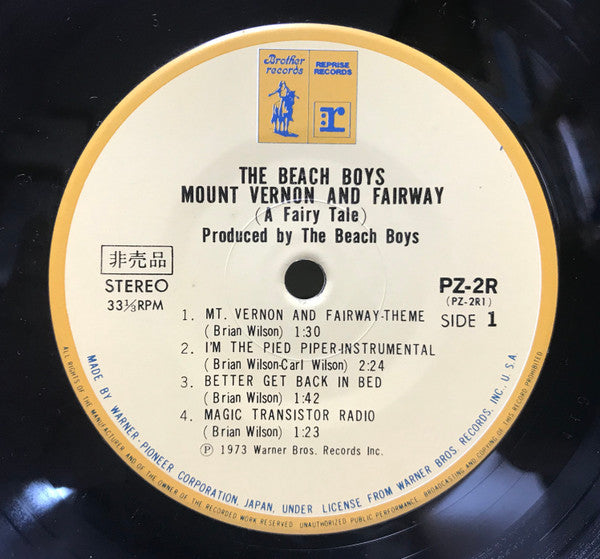 Brother
records
REPRISE
RECORDS
:r
THE BEACH BOYS
MOUNT VERNON AND FAIRWAY
(A Fairy Tale)
Produced by The Beach Boys
非売品
STEREO
33⅓RPM
PZ-2R
(PZ-2R1)
SIDE 1
1. MT. VERNON AND FAIRWAY-THEME
(Brian Wilson) 1:30
2. I'M THE PIED PIPER-INSTRUMENTAL
(Brian Wilson-Carl Wilson) 2:24
3. BETTER GET BACK IN BED
(Brian Wilson) 1:42
4. MAGIC TRANSISTOR RADIO
(Brian Wilson) 1:23
Ⓟ 1973 Warner Bros. Records Inc.
MADE BY WARNER-PIONEER CORPORATION, JAPAN, UNDER LICENSE FROM WARNER BROS. RECORDS, INC., U.S.A.
ALL RIGHTS OF THE MANUFACTURER AND OF THE OWNER OF THE RECORDED WORK RESERVED. UNAUTHORIZED PUBLIC PERFORMANCE, BROADCASTING AND COPYING OF THIS RECORD PROHIBITED